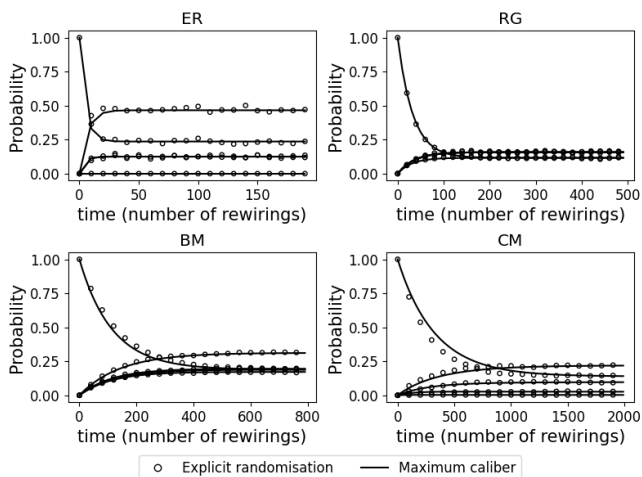 ER
RG
1.00
0.75
0.50
0.25
0.00
Probability
0
50
100
150
time (number of rewirings)
1.00
0.75
0.50
0.25
0.00
Probability
0
100
200
300
400
500
time (number of rewirings)
BM
CM
1.00
0.75
0.50
0.25
0.00
Probability
0
200
400
600
800
time (number of rewirings)
1.00
0.75
0.50
0.25
0.00
Probability
0
500
1000
1500
2000
time (number of rewirings)
Explicit randomisation
Maximum caliber